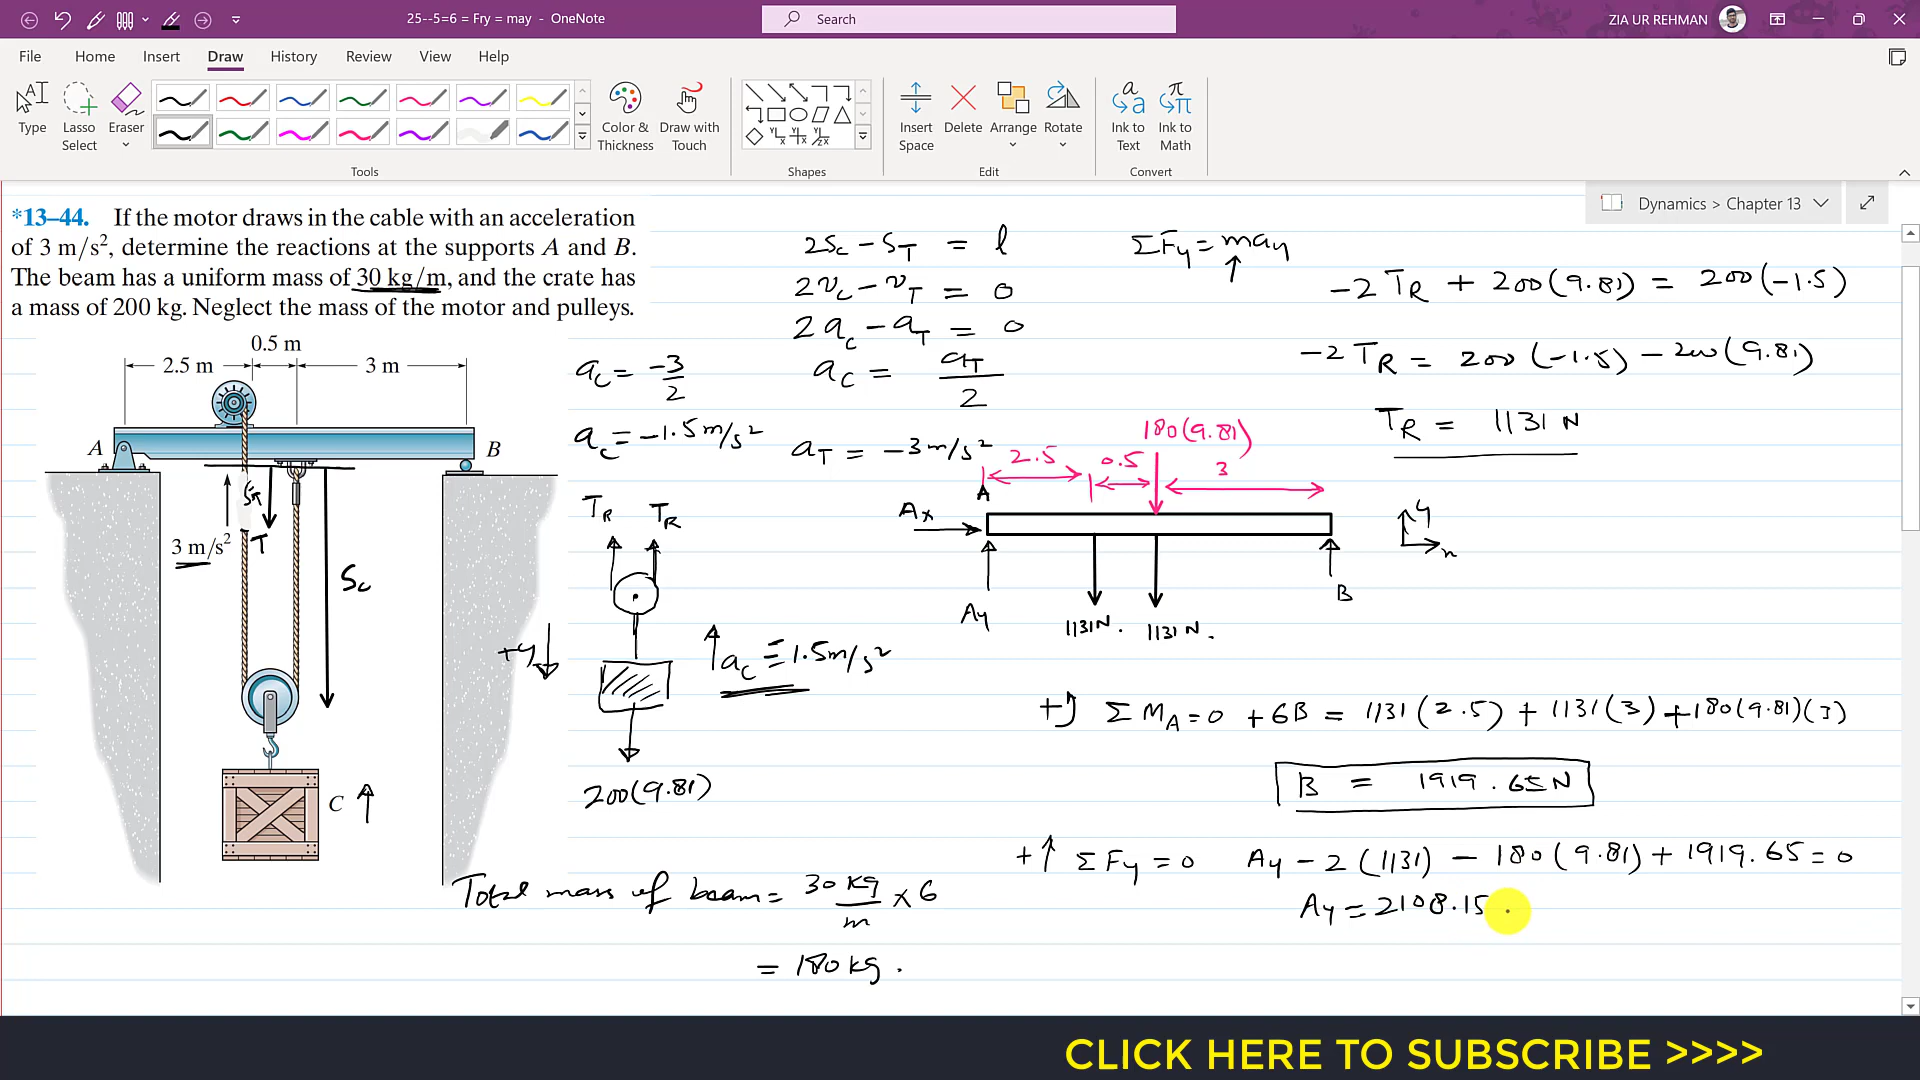 25--5=6 = Fry = may - OneNote
Search
ZIA UR REHMAN
File Home Insert Draw History Review View Help
Type
Lasso Select
Eraser
Color & Thickness
Draw with Touch
Insert Space
Delete
Arrange
Rotate
Ink to Text
Ink to Math
Tools
Shapes
Edit
Convert
Dynamics > Chapter 13
*13–44. If the motor draws in the cable with an acceleration
of 3 m/s², determine the reactions at the supports A and B.
The beam has a uniform mass of 30 kg/m, and the crate has
a mass of 200 kg. Neglect the mass of the motor and pulleys.
0.5 m
2.5 m
3 m
A
B
S_T
3 m/s²
T
S_C
C
2S_C - S_T = l
2v_C - v_T = 0
2a_C - a_T = 0
a_C = a_T/2
a_T = -3 m/s²
a_C = -3/2
a_C = -1.5 m/s²
T_R T_R
+y
a_C = 1.5 m/s²
200(9.81)
Total mass of beam = 30 kg/m × 6
= 180 kg.
ΣFy = may
-2T_R + 200(9.81) = 200(-1.5)
-2T_R = 200(-1.5) - 200(9.81)
T_R = 1131 N
180(9.81)
2.5 0.5 3
A
Ax
Ay
1131N. 1131N.
B
y
x
+ ΣM_A = 0 +6B = 1131(2.5) + 1131(3) + 180(9.81)(3)
B = 1919.65N
+↑ ΣFy = 0 Ay - 2(1131) - 180(9.81) + 1919.65 = 0
Ay = 2108.15
CLICK HERE TO SUBSCRIBE >>>>